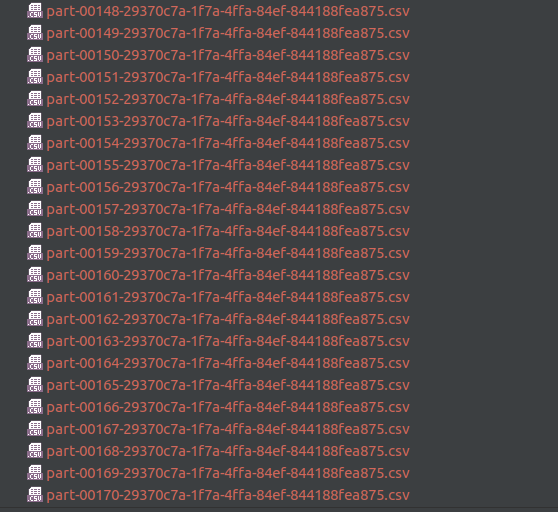 part-00148-29370c7a-1f7a-4ffa-84ef-844188fea875.csv
part-00149-29370c7a-1f7a-4ffa-84ef-844188fea875.csv
part-00150-29370c7a-1f7a-4ffa-84ef-844188fea875.csv
part-00151-29370c7a-1f7a-4ffa-84ef-844188fea875.csv
part-00152-29370c7a-1f7a-4ffa-84ef-844188fea875.csv
part-00153-29370c7a-1f7a-4ffa-84ef-844188fea875.csv
part-00154-29370c7a-1f7a-4ffa-84ef-844188fea875.csv
part-00155-29370c7a-1f7a-4ffa-84ef-844188fea875.csv
part-00156-29370c7a-1f7a-4ffa-84ef-844188fea875.csv
part-00157-29370c7a-1f7a-4ffa-84ef-844188fea875.csv
part-00158-29370c7a-1f7a-4ffa-84ef-844188fea875.csv
part-00159-29370c7a-1f7a-4ffa-84ef-844188fea875.csv
part-00160-29370c7a-1f7a-4ffa-84ef-844188fea875.csv
part-00161-29370c7a-1f7a-4ffa-84ef-844188fea875.csv
part-00162-29370c7a-1f7a-4ffa-84ef-844188fea875.csv
part-00163-29370c7a-1f7a-4ffa-84ef-844188fea875.csv
part-00164-29370c7a-1f7a-4ffa-84ef-844188fea875.csv
part-00165-29370c7a-1f7a-4ffa-84ef-844188fea875.csv
part-00166-29370c7a-1f7a-4ffa-84ef-844188fea875.csv
part-00167-29370c7a-1f7a-4ffa-84ef-844188fea875.csv
part-00168-29370c7a-1f7a-4ffa-84ef-844188fea875.csv
part-00169-29370c7a-1f7a-4ffa-84ef-844188fea875.csv
part-00170-29370c7a-1f7a-4ffa-84ef-844188fea875.csv